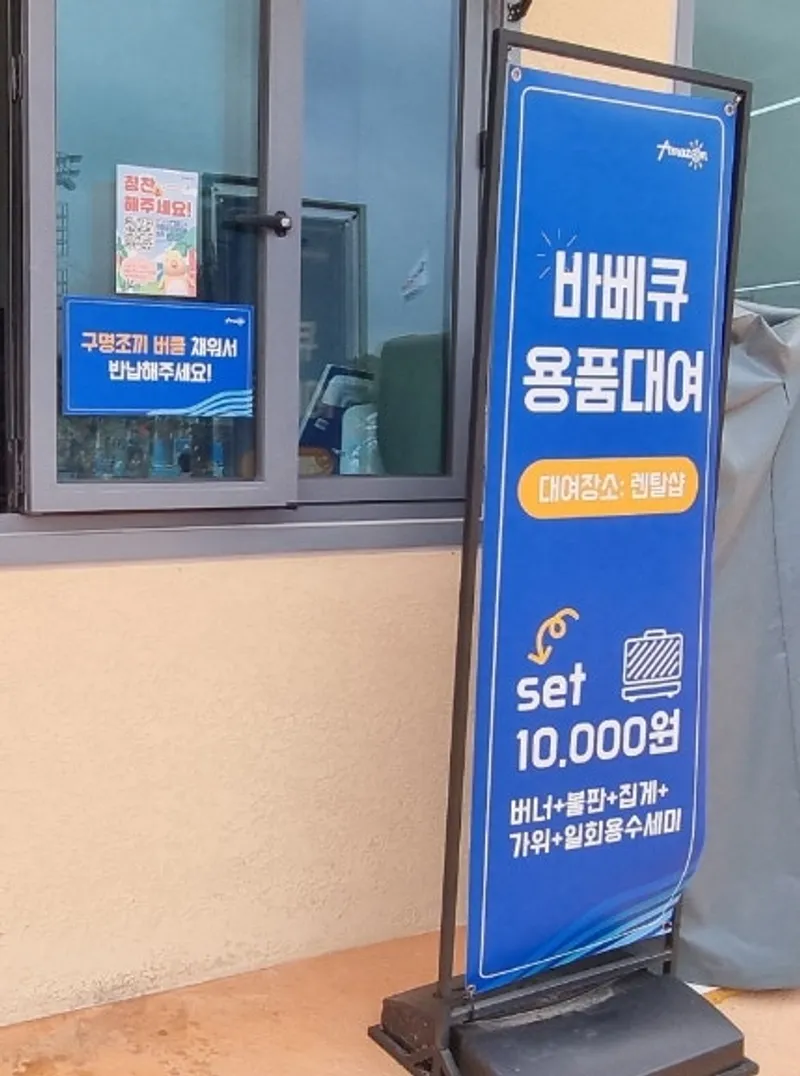 칭찬
해주세요!
Amazon
구명조끼 버클 채워서
반납해주세요!
Amazon
바베큐
용품대여
대여장소: 렌탈샵
set
10.000원
버너+불판+집게+
가위+일회용수세미